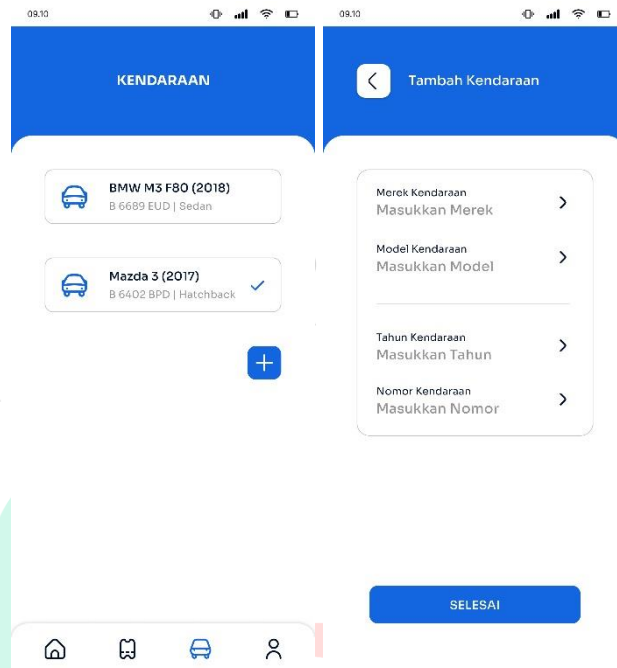 09.10
KENDARAAN
BMW M3 F80 (2018)
B 6689 EUD | Sedan
Mazda 3 (2017)
B 6402 BPD | Hatchback
09.10
Tambah Kendaraan
Merek Kendaraan
Masukkan Merek
Model Kendaraan
Masukkan Model
Tahun Kendaraan
Masukkan Tahun
Nomor Kendaraan
Masukkan Nomor
SELESAI